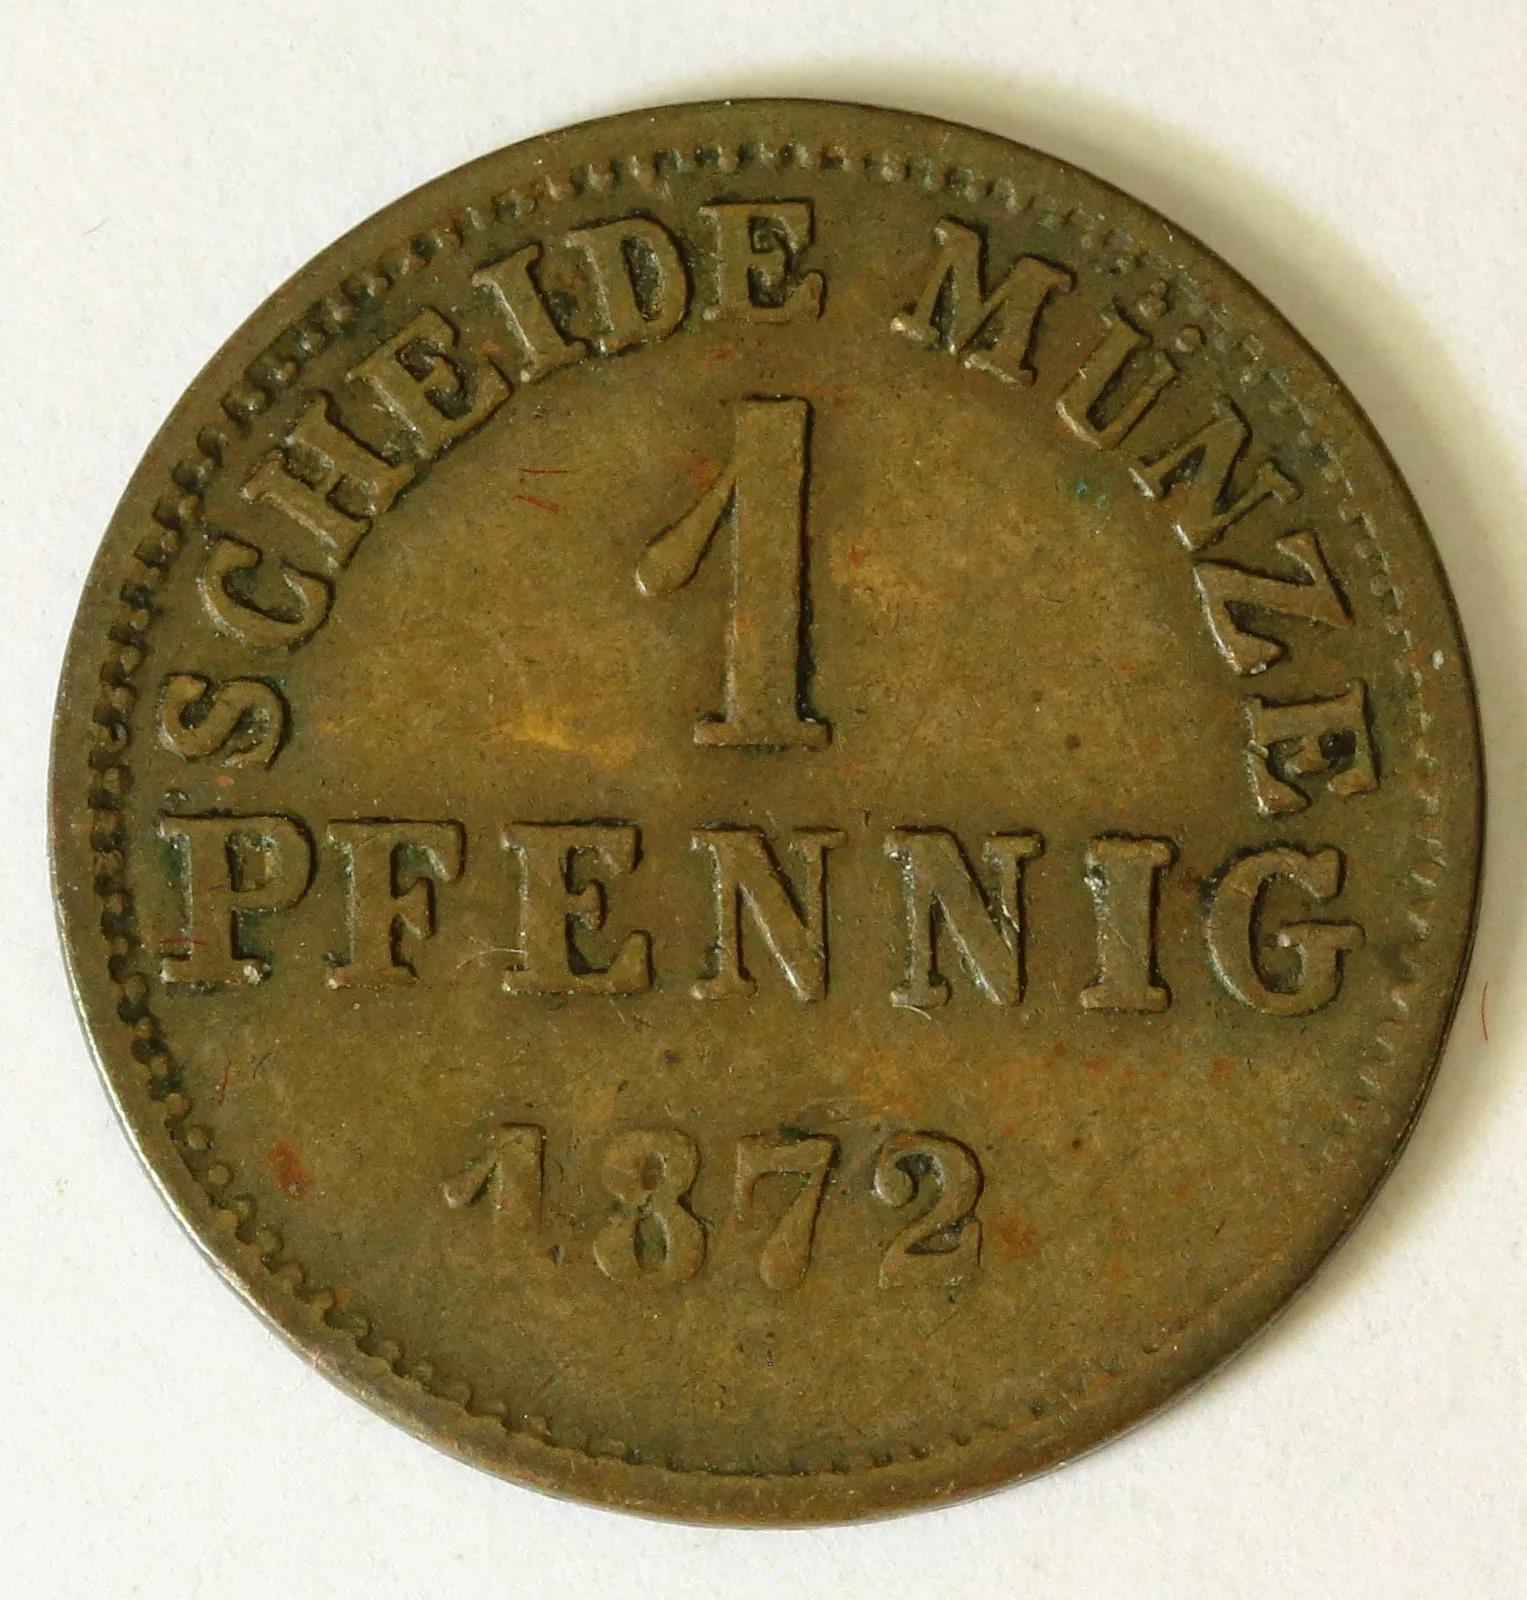 SCHEIDE MÜNZE
1
PFENNIG
1872